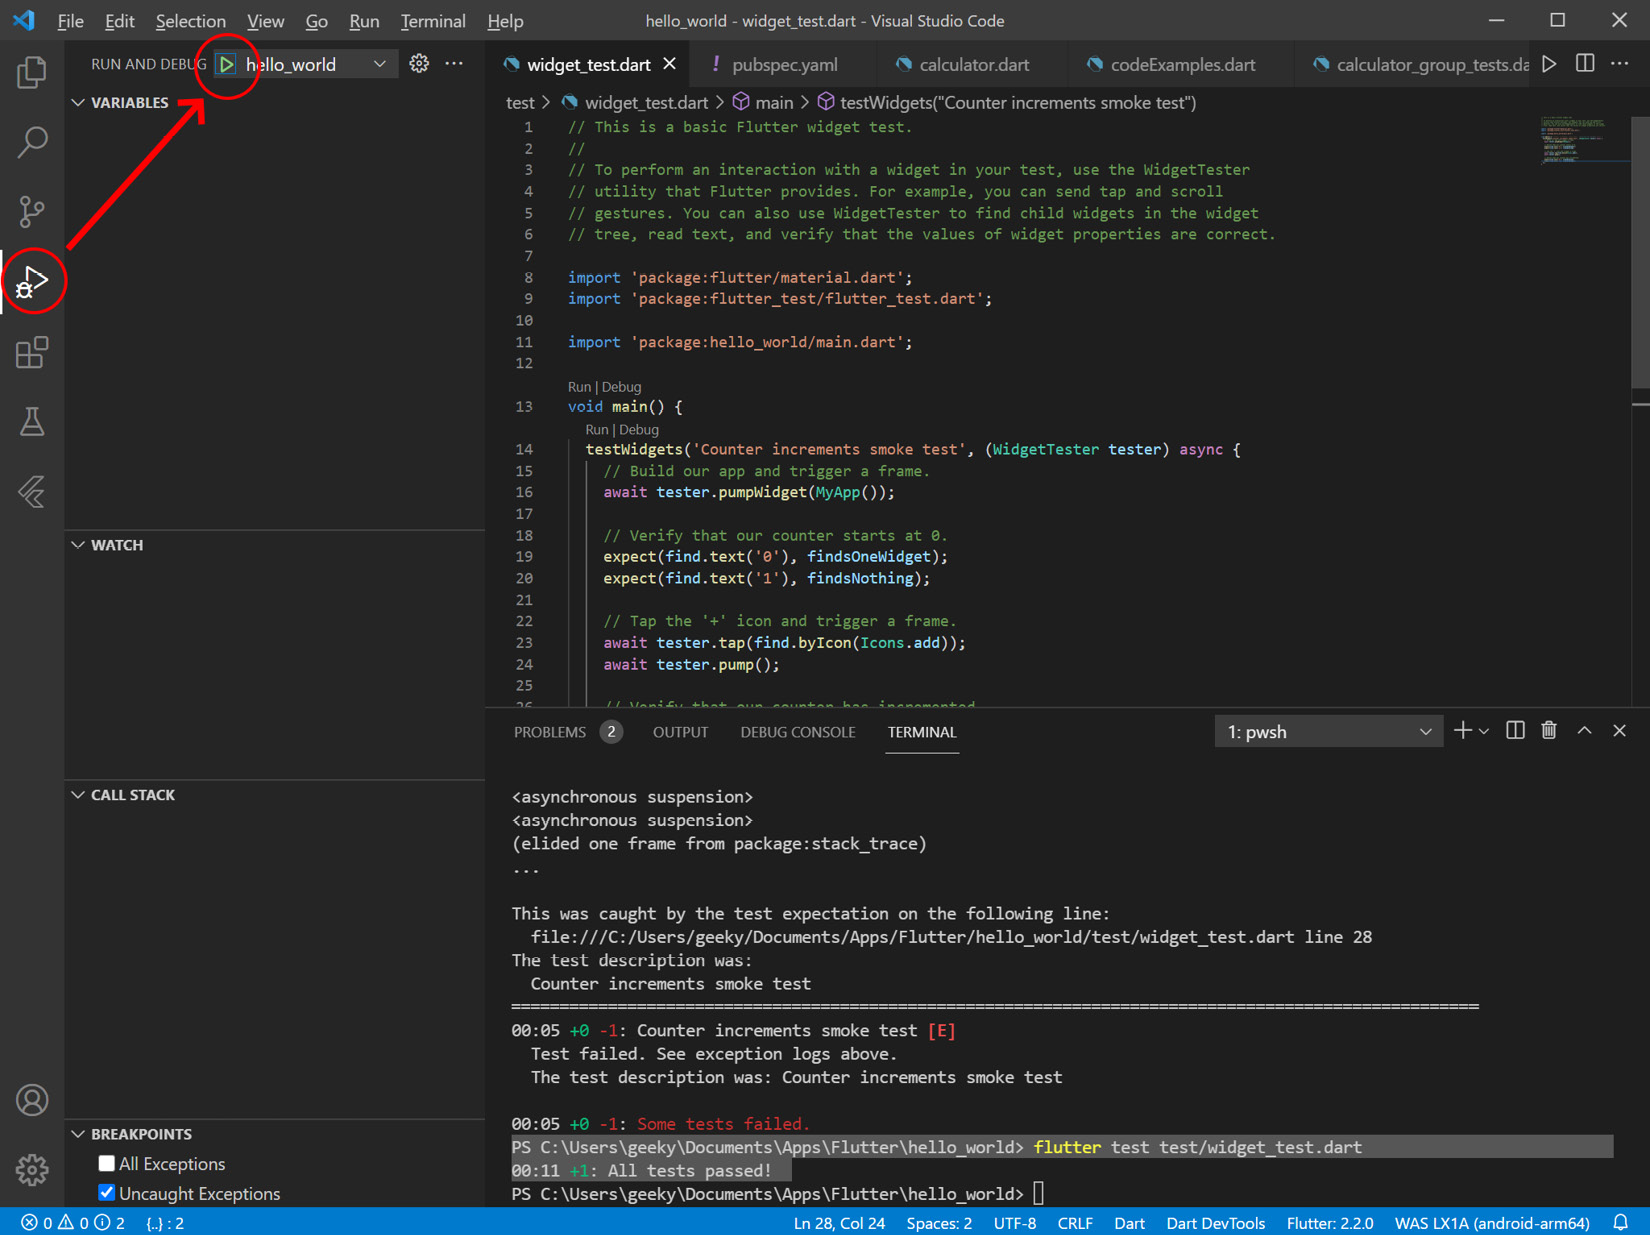 File Edit Selection View Go Run Terminal Help
hello_world - widget_test.dart - Visual Studio Code
RUN AND DEBUG hello_world
VARIABLES
WATCH
CALL STACK
BREAKPOINTS
All Exceptions
Uncaught Exceptions
widget_test.dart
! pubspec.yaml
calculator.dart
codeExamples.dart
calculator_group_tests.da
test > widget_test.dart > main > testWidgets("Counter increments smoke test")
1 // This is a basic Flutter widget test.
2 //
3 // To perform an interaction with a widget in your test, use the WidgetTester
4 // utility that Flutter provides. For example, you can send tap and scroll
5 // gestures. You can also use WidgetTester to find child widgets in the widget
6 // tree, read text, and verify that the values of widget properties are correct.
7
8 import 'package:flutter/material.dart';
9 import 'package:flutter_test/flutter_test.dart';
10
11 import 'package:hello_world/main.dart';
12
Run | Debug
13 void main() {
Run | Debug
14 testWidgets('Counter increments smoke test', (WidgetTester tester) async {
15 // Build our app and trigger a frame.
16 await tester.pumpWidget(MyApp());
17
18 // Verify that our counter starts at 0.
19 expect(find.text('0'), findsOneWidget);
20 expect(find.text('1'), findsNothing);
21
22 // Tap the '+' icon and trigger a frame.
23 await tester.tap(find.byIcon(Icons.add));
24 await tester.pump();
25
26 // Verify that our counter has incremented
PROBLEMS 2 OUTPUT DEBUG CONSOLE TERMINAL
1: pwsh
<asynchronous suspension>
<asynchronous suspension>
(elided one frame from package:stack_trace)
...
This was caught by the test expectation on the following line:
file:///C:/Users/geeky/Documents/Apps/Flutter/hello_world/test/widget_test.dart line 28
The test description was:
Counter increments smoke test
════════════════════════════════════════════════════════════════════════════════════════════════════
00:05 +0 -1: Counter increments smoke test [E]
Test failed. See exception logs above.
The test description was: Counter increments smoke test
00:05 +0 -1: Some tests failed.
PS C:\Users\geeky\Documents\Apps\Flutter\hello_world> flutter test test/widget_test.dart
00:11 +1: All tests passed!
PS C:\Users\geeky\Documents\Apps\Flutter\hello_world>
0 0 2 {..} : 2 Ln 28, Col 24 Spaces: 2 UTF-8 CRLF Dart Dart DevTools Flutter: 2.2.0 WAS LX1A (android-arm64)